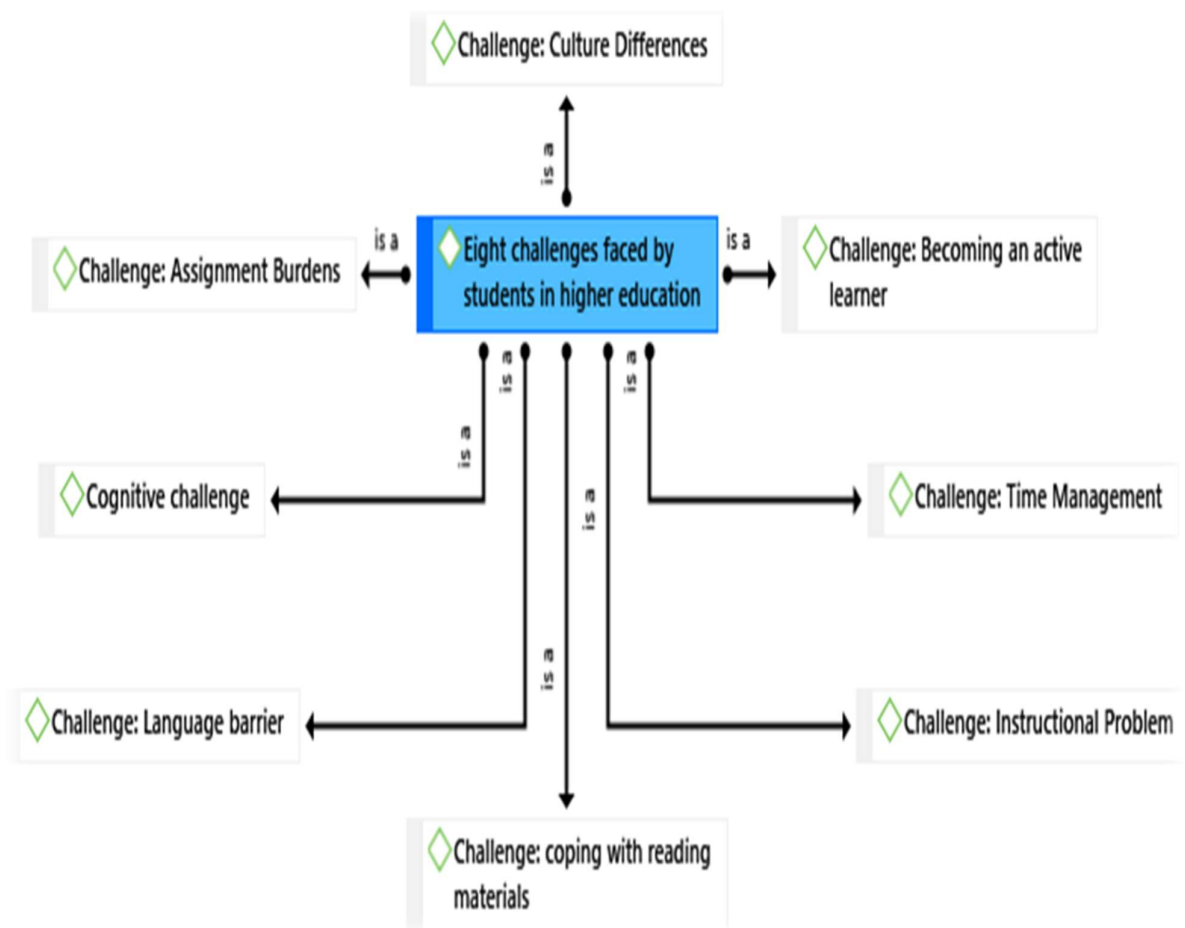 Challenge: Culture Differences
is a
Challenge: Assignment Burdens
is a
Eight challenges faced by
students in higher education
is a
Challenge: Becoming an active
learner
is a
is a
is a
is a
is a
Cognitive challenge
Challenge: Time Management
Challenge: Language barrier
Challenge: Instructional Problem
Challenge: coping with reading
materials